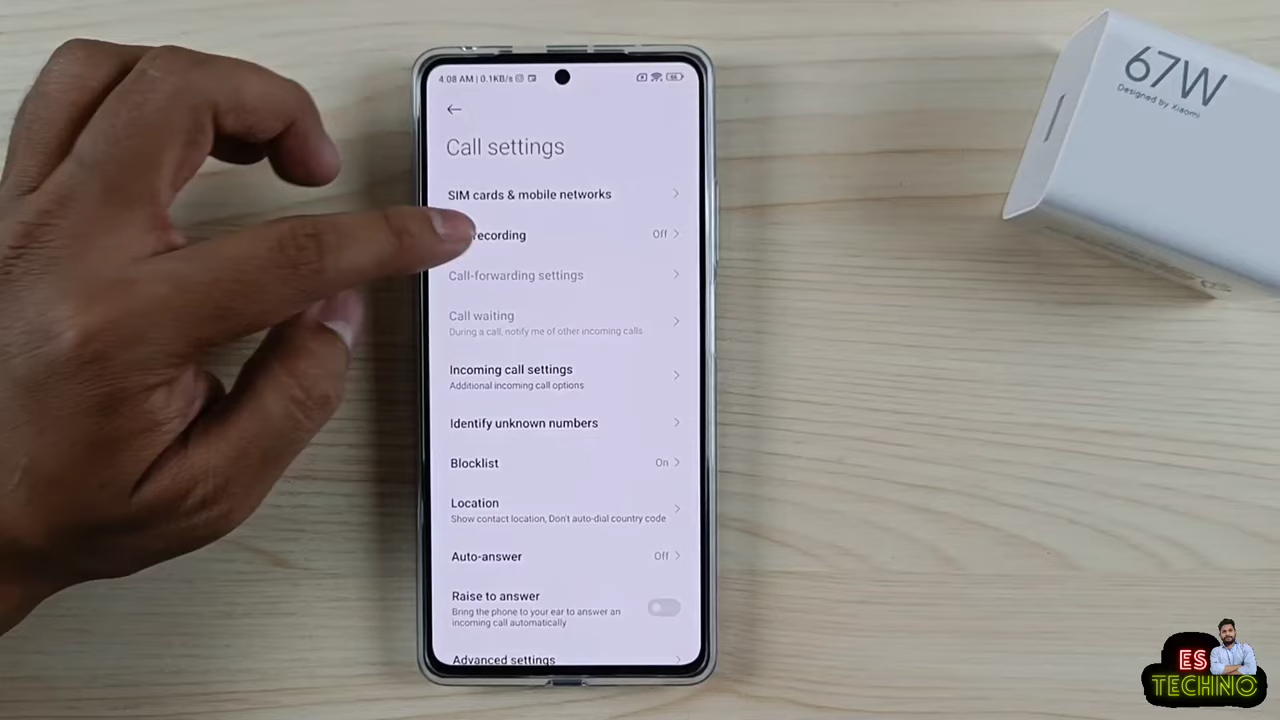 4:08 AM | 0.1KB/s
Call settings
SIM cards & mobile networks
recording
Off
Call-forwarding settings
Call waiting
During a call, notify me of other incoming calls
Incoming call settings
Additional incoming call options
Identify unknown numbers
Blocklist
On
Location
Show contact location, Don't auto-dial country code
Auto-answer
Off
Raise to answer
Bring the phone to your ear to answer an
incoming call automatically
Advanced settings
67W
Designed by Xiaomi
ES
TECHNO